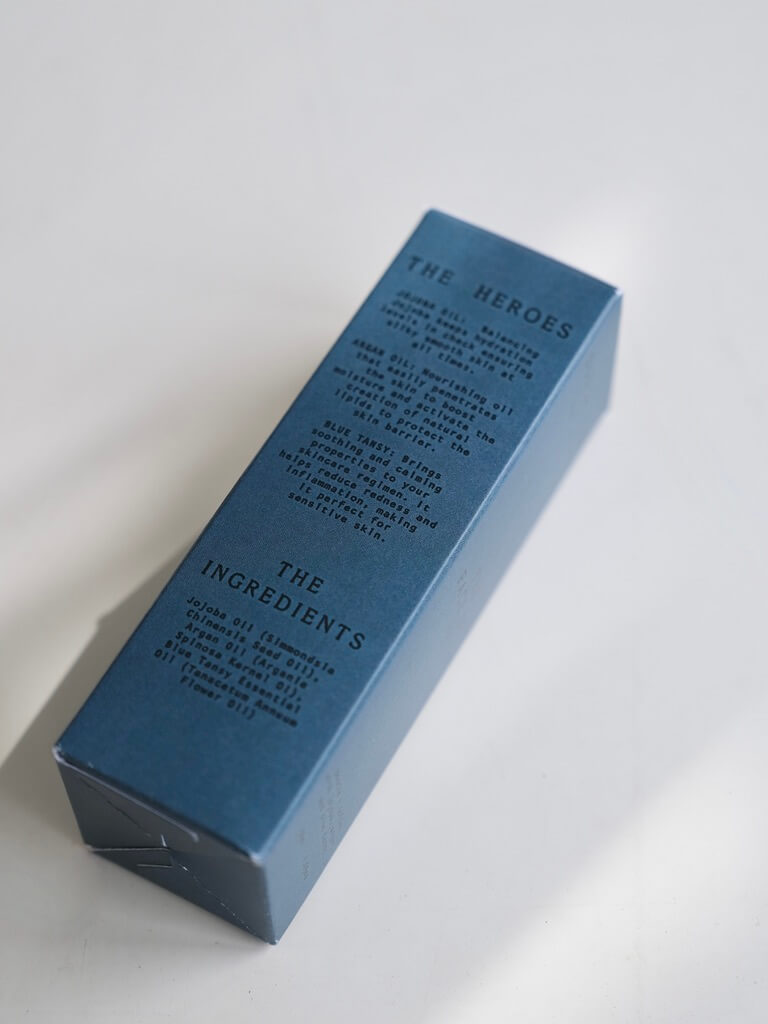 THE HEROES
JOJOBA OIL: Balancing
Jojoba keeps hydration
levels in check ensuring
silky smooth skin at
all times.
ARGAN OIL: Nourishing oil
that easily penetrates
the skin to boost
moisture and activate the
creation of natural
lipids to protect the
skin barrier.
BLUE TANSY: Brings
soothing and calming
properties to your
skincare regimen. It
helps reduce redness and
inflammation, making
it perfect for
sensitive skin.
THE
INGREDIENTS
Jojoba Oil (Simmondsia
Chinensis Seed Oil),
Argan Oil (Argania
Spinosa Kernel Oil),
Blue Tansy Essential
Oil (Tanacetum Annuum
Flower Oil)